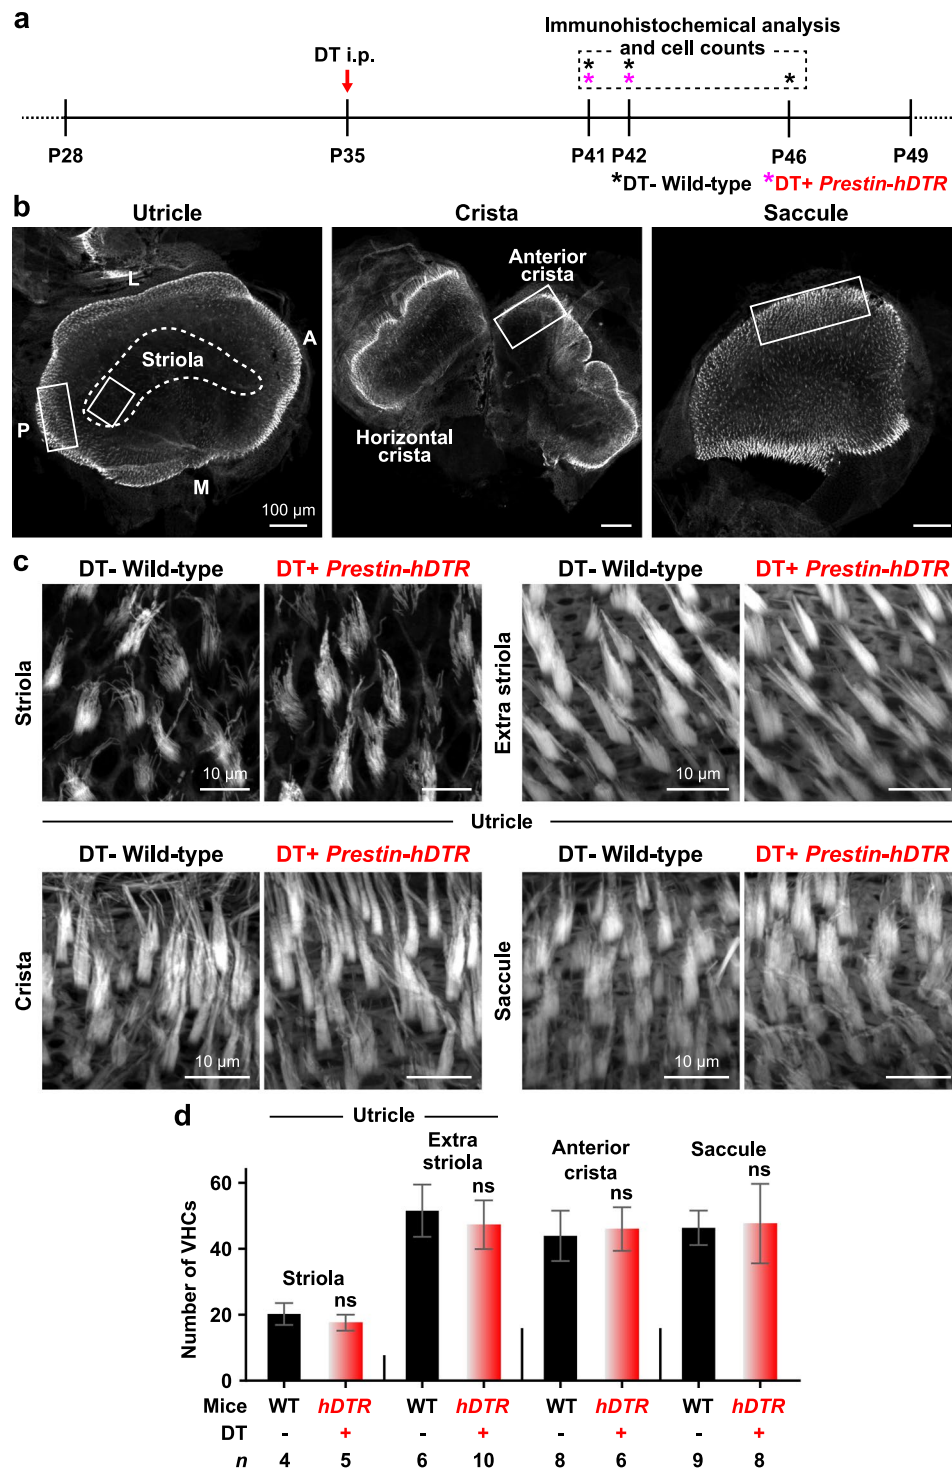 a
Immunohistochemical analysis
and cell counts
DT i.p.
* *
* * *
P28 P35 P41 P42 P46 P49
*DT- Wild-type *DT+ Prestin-hDTR
b
Utricle Crista Saccule
L
A
Striola
P
M
100 µm
Anterior
crista
Horizontal
crista
c
DT- Wild-type DT+ Prestin-hDTR DT- Wild-type DT+ Prestin-hDTR
Striola
10 µm
Extra striola
10 µm
Utricle
DT- Wild-type DT+ Prestin-hDTR DT- Wild-type DT+ Prestin-hDTR
Crista
10 µm
Saccule
10 µm
d
Utricle
Striola
ns
Extra
striola
ns
Anterior
crista
ns
Saccule
ns
Number of VHCs
60
40
20
0
Mice WT hDTR WT hDTR WT hDTR WT hDTR
DT - + - + - + - +
n 4 5 6 10 8 6 9 8